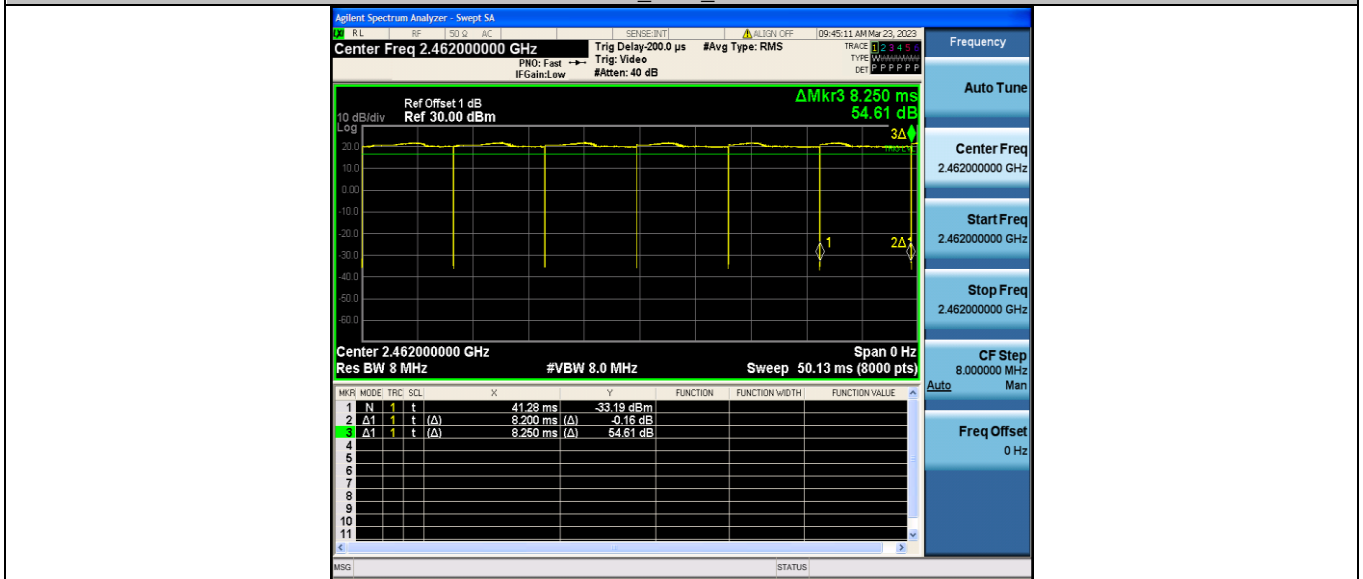 Agilent Spectrum Analyzer - Swept SA
RL RF 50 Ω AC SENSE:INT ALIGN OFF 09:45:11 AM Mar 23, 2023
Center Freq 2.462000000 GHz
PNO: Fast
IFGain:Low
Trig Delay-200.0 µs
Trig: Video
#Atten: 40 dB
#Avg Type: RMS
TRACE 1 2 3 4 5 6
TYPE WWWWWW
DET P P P P P P
Frequency
Auto Tune
Center Freq
2.462000000 GHz
Start Freq
2.462000000 GHz
Stop Freq
2.462000000 GHz
CF Step
8.000000 MHz
Auto Man
Freq Offset
0 Hz
ΔMkr3 8.250 ms
54.61 dB
Ref Offset 1 dB
10 dB/div Ref 30.00 dBm
Log
3Δ
20.0
10.0
0.00
-10.0
-20.0
-30.0
-40.0
-50.0
-60.0
1
2Δ1
Center 2.462000000 GHz Span 0 Hz
Res BW 8 MHz #VBW 8.0 MHz Sweep 50.13 ms (8000 pts)
MKR MODE TRC SCL X Y FUNCTION FUNCTION WIDTH FUNCTION VALUE
1 N 1 t 41.28 ms -33.19 dBm
2 Δ1 1 t (Δ) 8.200 ms (Δ) -0.16 dB
3 Δ1 1 t (Δ) 8.250 ms (Δ) 54.61 dB
4
5
6
7
8
9
10
11
MSG STATUS